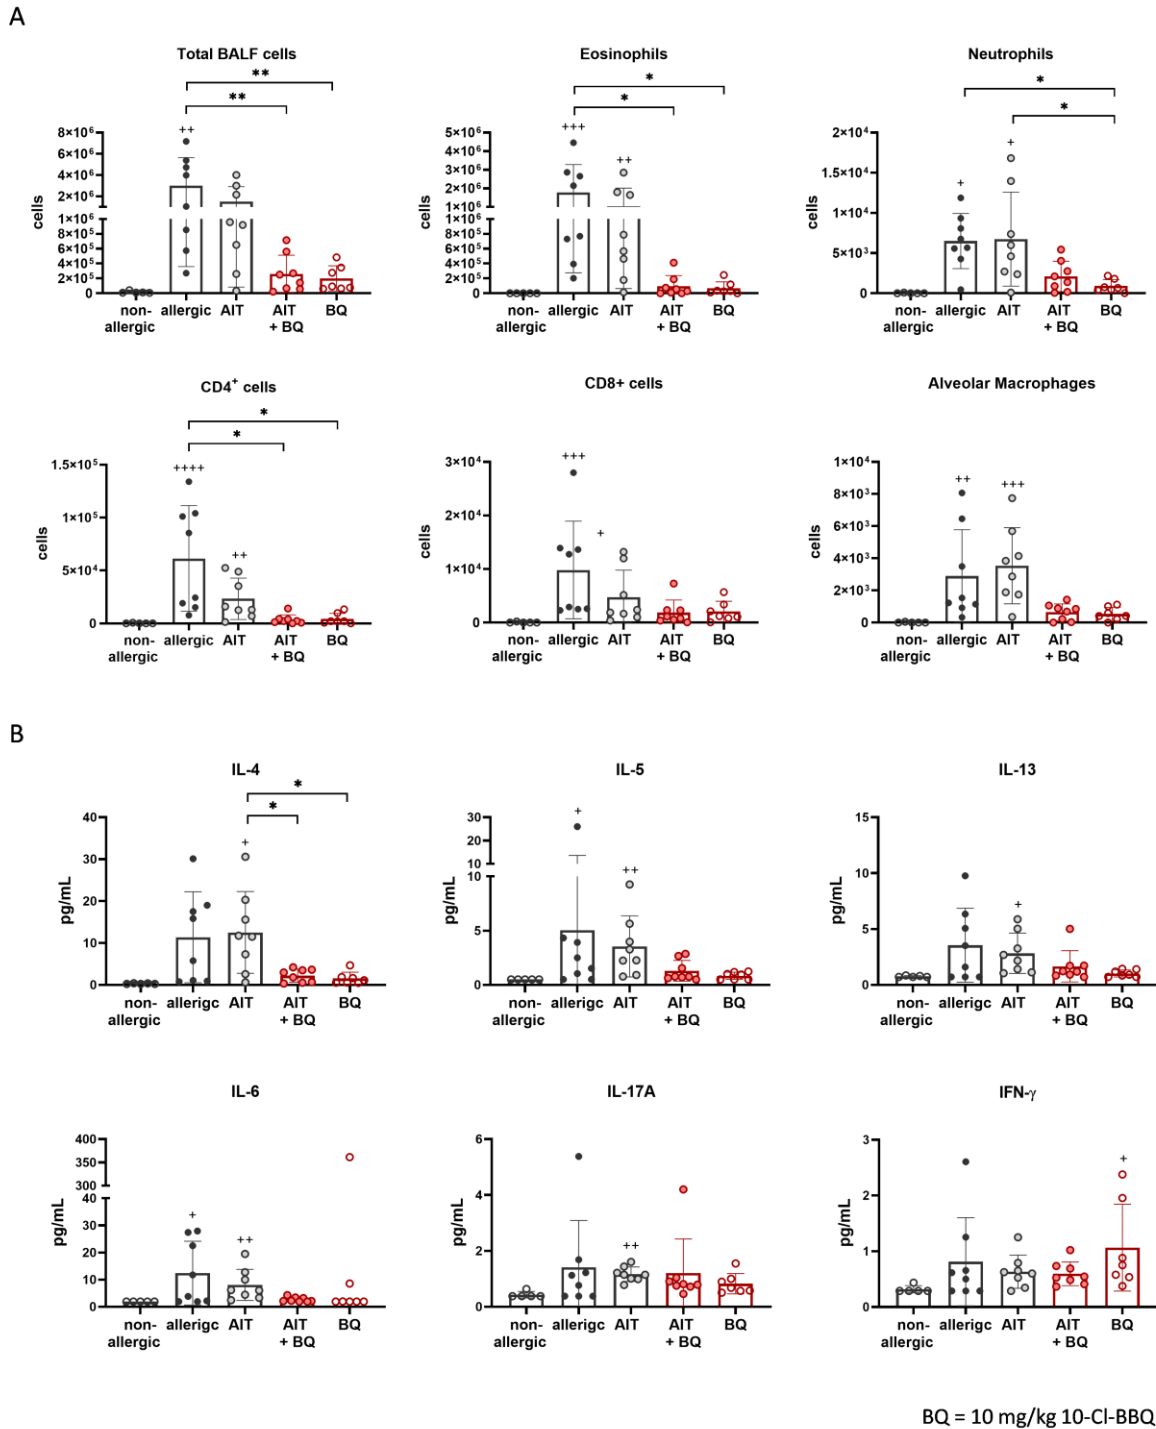 A
Total BALF cells
**
**
++
8×10⁶
6×10⁶
4×10⁶
2×10⁶
1×10⁶
8×10⁵
6×10⁵
4×10⁵
2×10⁵
0
cells
non-allergic
allergic
AIT
AIT + BQ
BQ
Eosinophils
*
*
+++
++
5×10⁶
4×10⁶
3×10⁶
2×10⁶
1×10⁶
1×10⁶
8×10⁵
6×10⁵
4×10⁵
2×10⁵
0
cells
non-allergic
allergic
AIT
AIT + BQ
BQ
Neutrophils
*
*
+
+
2×10⁴
1.5×10⁴
1×10⁴
5×10³
0
cells
non-allergic
allergic
AIT
AIT + BQ
BQ
CD4⁺ cells
*
*
++++
++
1.5×10⁵
1×10⁵
5×10⁴
0
cells
non-allergic
allergic
AIT
AIT + BQ
BQ
CD8+ cells
+++
+
3×10⁴
2×10⁴
1×10⁴
0
cells
non-allergic
allergic
AIT
AIT + BQ
BQ
Alveolar Macrophages
++
+++
1×10⁴
8×10³
6×10³
4×10³
2×10³
0
cells
non-allergic
allergic
AIT
AIT + BQ
BQ
B
IL-4
*
*
+
40
30
20
10
0
pg/mL
non-allergic
allerigc
AIT
AIT + BQ
BQ
IL-5
+
++
30
20
10
10
5
0
pg/mL
non-allergic
allerigc
AIT
AIT + BQ
BQ
IL-13
+
15
10
5
0
pg/mL
non-allergic
allerigc
AIT
AIT + BQ
BQ
IL-6
+
++
400
350
300
40
30
20
10
0
pg/mL
non-allergic
allerigc
AIT
AIT + BQ
BQ
IL-17A
++
6
4
2
0
pg/mL
non-allergic
allerigc
AIT
AIT + BQ
BQ
IFN-γ
+
3
2
1
0
pg/mL
non-allergic
allerigc
AIT
AIT + BQ
BQ
BQ = 10 mg/kg 10-Cl-BBQ